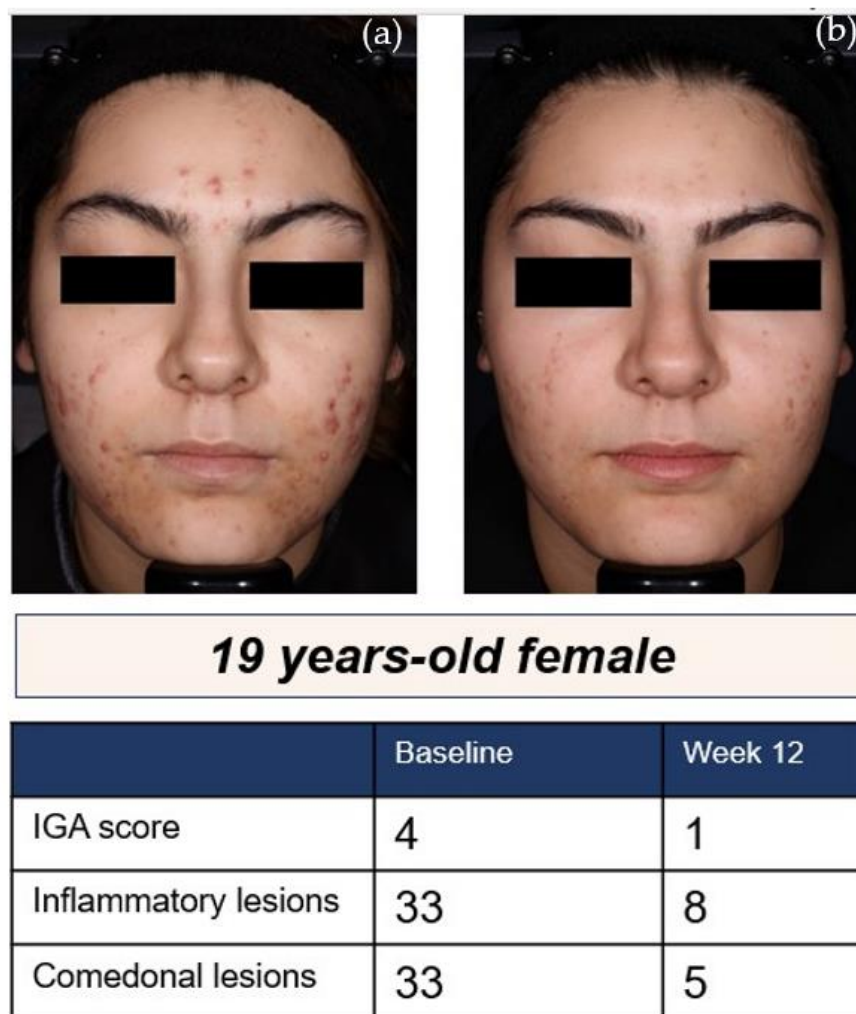 (a) (b)
19 years-old female
Baseline Week 12
IGA score 4 1
Inflammatory lesions 33 8
Comedonal lesions 33 5